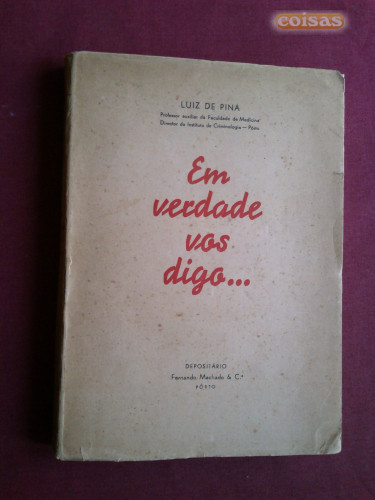 coisas
LUIZ DE PINA
Professor auxiliar da Faculdade de Medicina
Director do Instituto de Criminologia — Pôrto
Em
verdade
vos
digo...
DEPOSITÁRIO
Fernando Machado & C.ª
PÔRTO